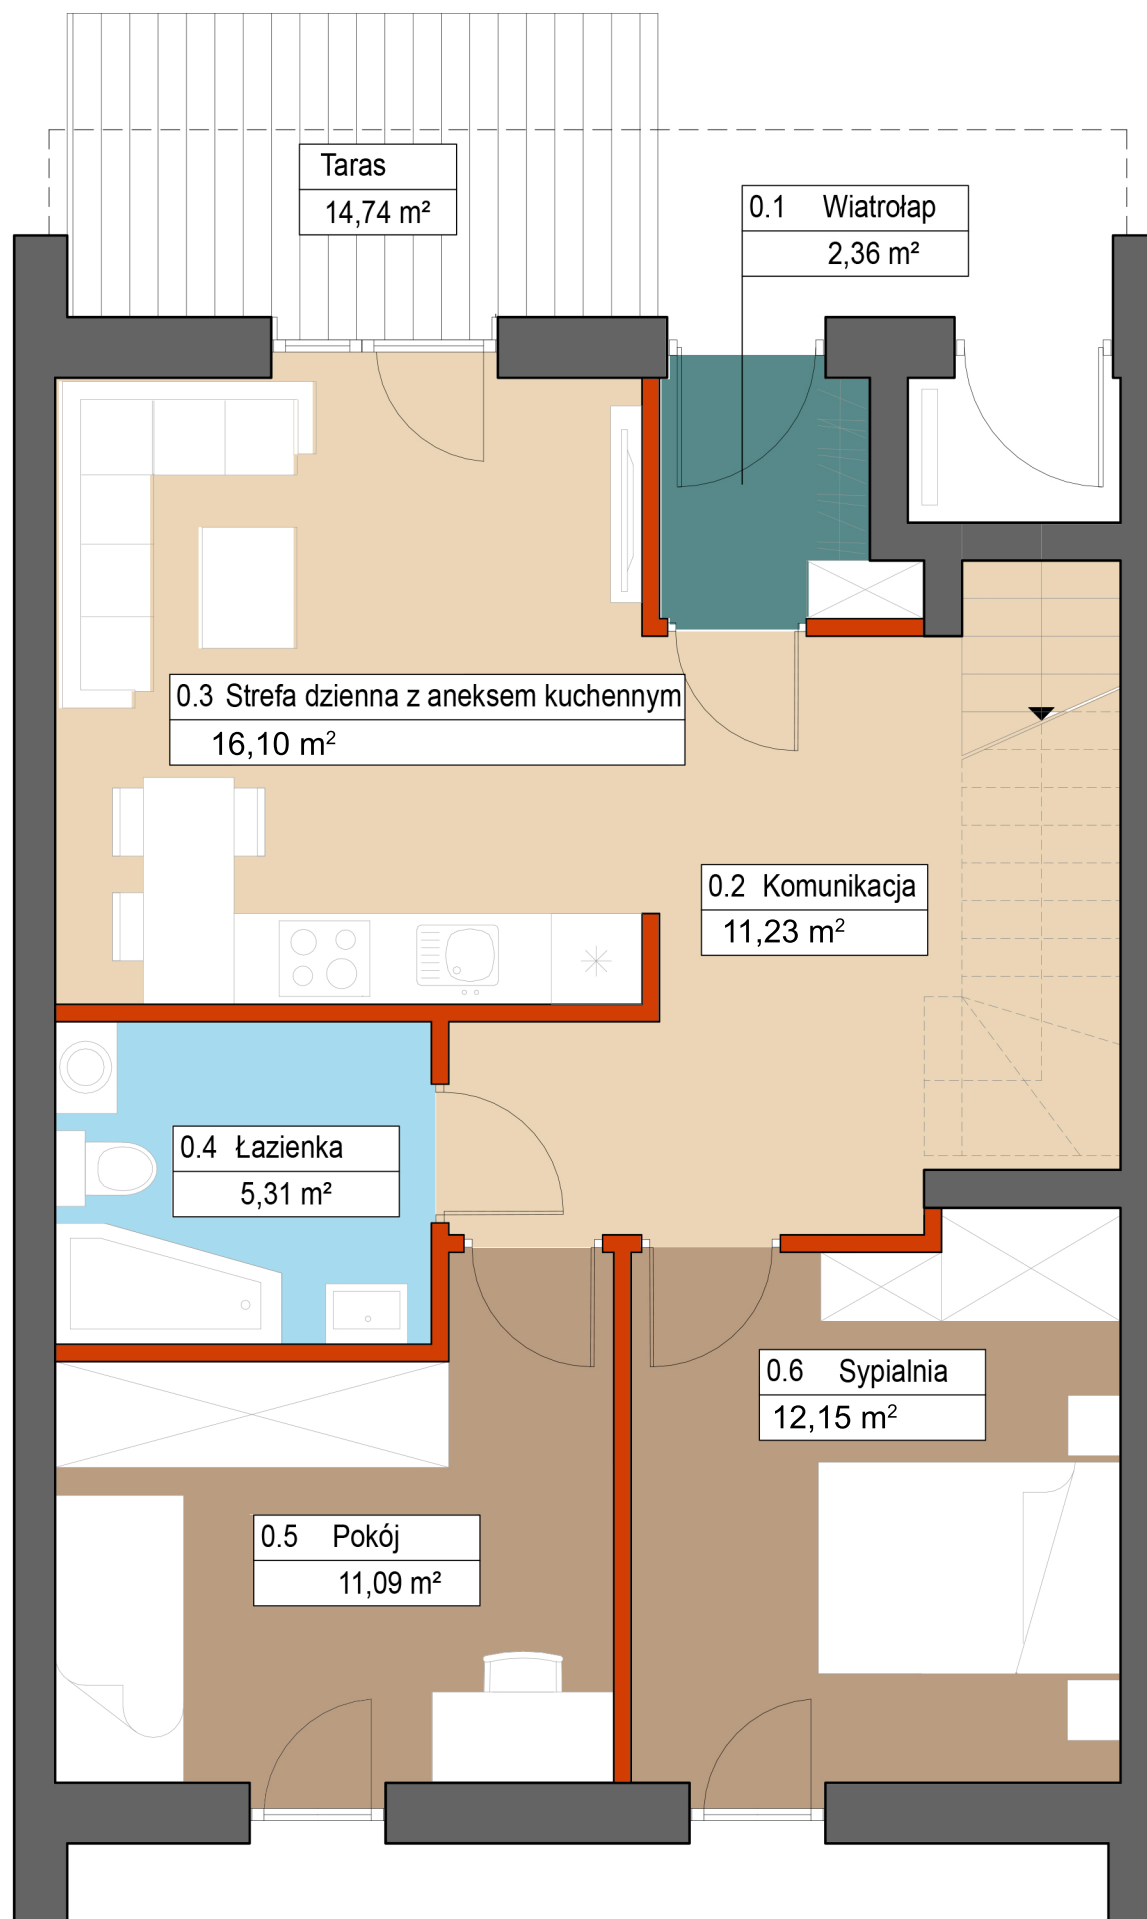 Taras
14,74 m²
0.1 Wiatrołap
2,36 m²
0.3 Strefa dzienna z aneksem kuchennym
16,10 m²
0.2 Komunikacja
11,23 m²
0.4 Łazienka
5,31 m²
0.6 Sypialnia
12,15 m²
0.5 Pokój
11,09 m²